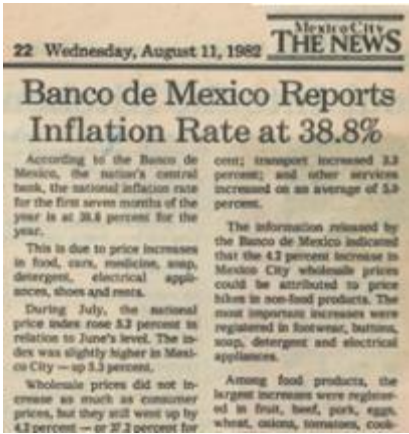 22 Wednesday, August 11, 1982
Mexico City
THE NEWS
Banco de Mexico Reports
Inflation Rate at 38.8%
According to the Banco de
Mexico, the nation's central
bank, the national inflation rate
for the first seven months of the
year is at 38.8 percent for the
year.
This is due to price increases
in food, cars, medicine, soap,
detergent, electrical appli-
ances, shoes and rents.
During July, the national
price index rose 5.2 percent in
relation to June's level. The in-
dex was slightly higher in Mexi-
co City — up 5.3 percent.
Wholesale prices did not in-
crease as much as consumer
prices, but they still went up by
4.2 percent — or 37.2 percent for
cent; transport increased 3.3
percent; and other services
increased on an average of 5.0
percent.
The information released by
the Banco de Mexico indicated
that the 4.2 percent increase in
Mexico City wholesale prices
could be attributed to price
hikes in non-food products. The
most important increases were
registered in footwear, buttons,
soap, detergent and electrical
appliances.
Among food products, the
largest increases were register-
ed in fruit, beef, pork, eggs,
wheat, onions, tomatoes, cook-